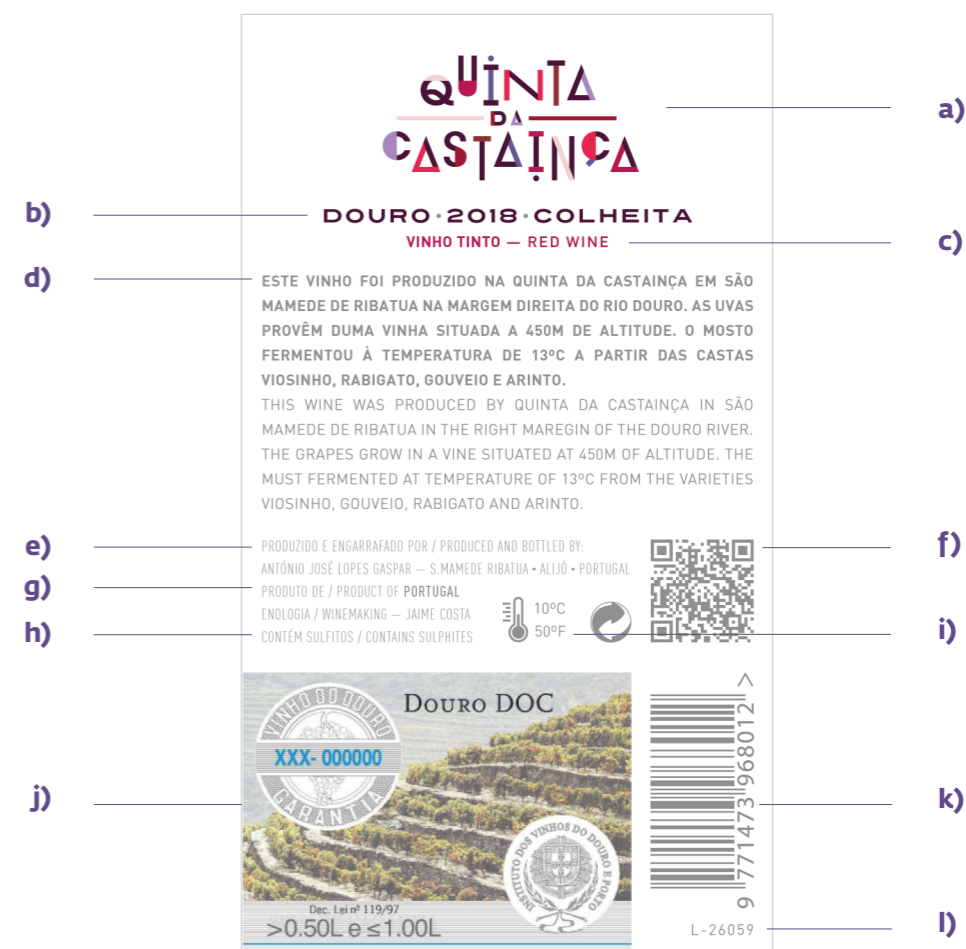 a)
QUINTA
DA
CASTAINÇA
b)
DOURO · 2018 · COLHEITA
VINHO TINTO — RED WINE
c)
d)
ESTE VINHO FOI PRODUZIDO NA QUINTA DA CASTAINÇA EM SÃO
MAMEDE DE RIBATUA NA MARGEM DIREITA DO RIO DOURO. AS UVAS
PROVÊM DUMA VINHA SITUADA A 450M DE ALTITUDE. O MOSTO
FERMENTOU À TEMPERATURA DE 13ºC A PARTIR DAS CASTAS
VIOSINHO, RABIGATO, GOUVEIO E ARINTO.
THIS WINE WAS PRODUCED BY QUINTA DA CASTAINÇA IN SÃO
MAMEDE DE RIBATUA IN THE RIGHT MAREGIN OF THE DOURO RIVER.
THE GRAPES GROW IN A VINE SITUATED AT 450M OF ALTITUDE. THE
MUST FERMENTED AT TEMPERATURE OF 13ºC FROM THE VARIETIES
VIOSINHO, GOUVEIO, RABIGATO AND ARINTO.
e)
PRODUZIDO E ENGARRAFADO POR / PRODUCED AND BOTTLED BY:
f)
ANTÓNIO JOSÉ LOPES GASPAR — S.MAMEDE RIBATUA • ALIJÓ • PORTUGAL
g)
PRODUTO DE / PRODUCT OF PORTUGAL
ENOLOGIA / WINEMAKING — JAIME COSTA
10ºC
h)
CONTÉM SULFITOS / CONTAINS SULPHITES
50ºF
i)
VINHO DO DOURO
DOURO DOC
XXX- 000000
GARANTIA
j)
INSTITUTO DOS VINHOS DO DOURO E PORTO
Dec. Lei nº 119/97
>0.50L e ≤1.00L
9 771473 968012 >
k)
L-26059
l)